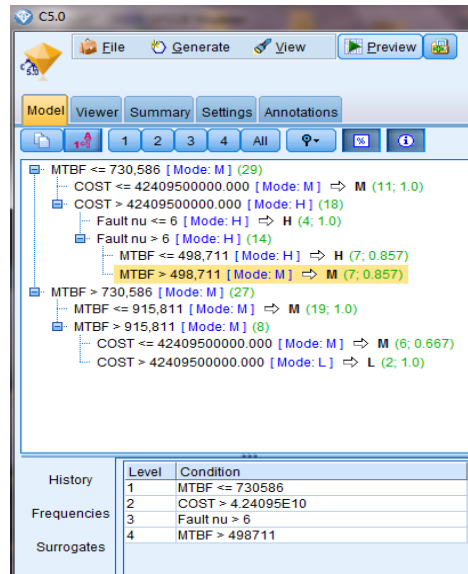 C5.0
File Generate View Preview
C5.0
Model Viewer Summary Settings Annotations
1 2 3 4 All %
MTBF <= 730,586 [ Mode: M ] (29)
COST <= 42409500000.000 [ Mode: M ] ⇨ M (11; 1.0)
COST > 42409500000.000 [ Mode: H ] (18)
Fault nu <= 6 [ Mode: H ] ⇨ H (4; 1.0)
Fault nu > 6 [ Mode: H ] (14)
MTBF <= 498,711 [ Mode: H ] ⇨ H (7; 0.857)
MTBF > 498,711 [ Mode: M ] ⇨ M (7; 0.857)
MTBF > 730,586 [ Mode: M ] (27)
MTBF <= 915,811 [ Mode: M ] ⇨ M (19; 1.0)
MTBF > 915,811 [ Mode: M ] (8)
COST <= 42409500000.000 [ Mode: M ] ⇨ M (6; 0.667)
COST > 42409500000.000 [ Mode: L ] ⇨ L (2; 1.0)
History
Frequencies
Surrogates
Level Condition
1 MTBF <= 730586
2 COST > 4.24095E10
3 Fault nu > 6
4 MTBF > 498711